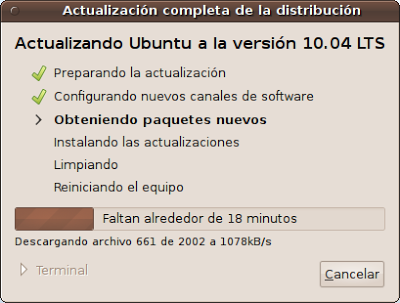 Actualización completa de la distribución
Actualizando Ubuntu a la versión 10.04 LTS
Preparando la actualización
Configurando nuevos canales de software
Obteniendo paquetes nuevos
Instalando las actualizaciones
Limpiando
Reiniciando el equipo
Faltan alrededor de 18 minutos
Descargando archivo 661 de 2002 a 1078kB/s
Terminal
Cancelar